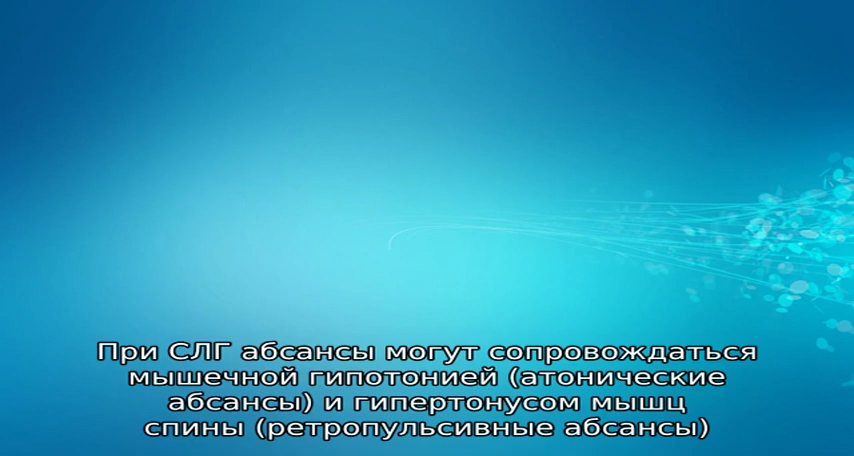 При СЛГ абсансы могут сопровождаться
мышечной гипотонией (атонические
абсансы) и гипертонусом мышц
спины (ретропульсивные абсансы)